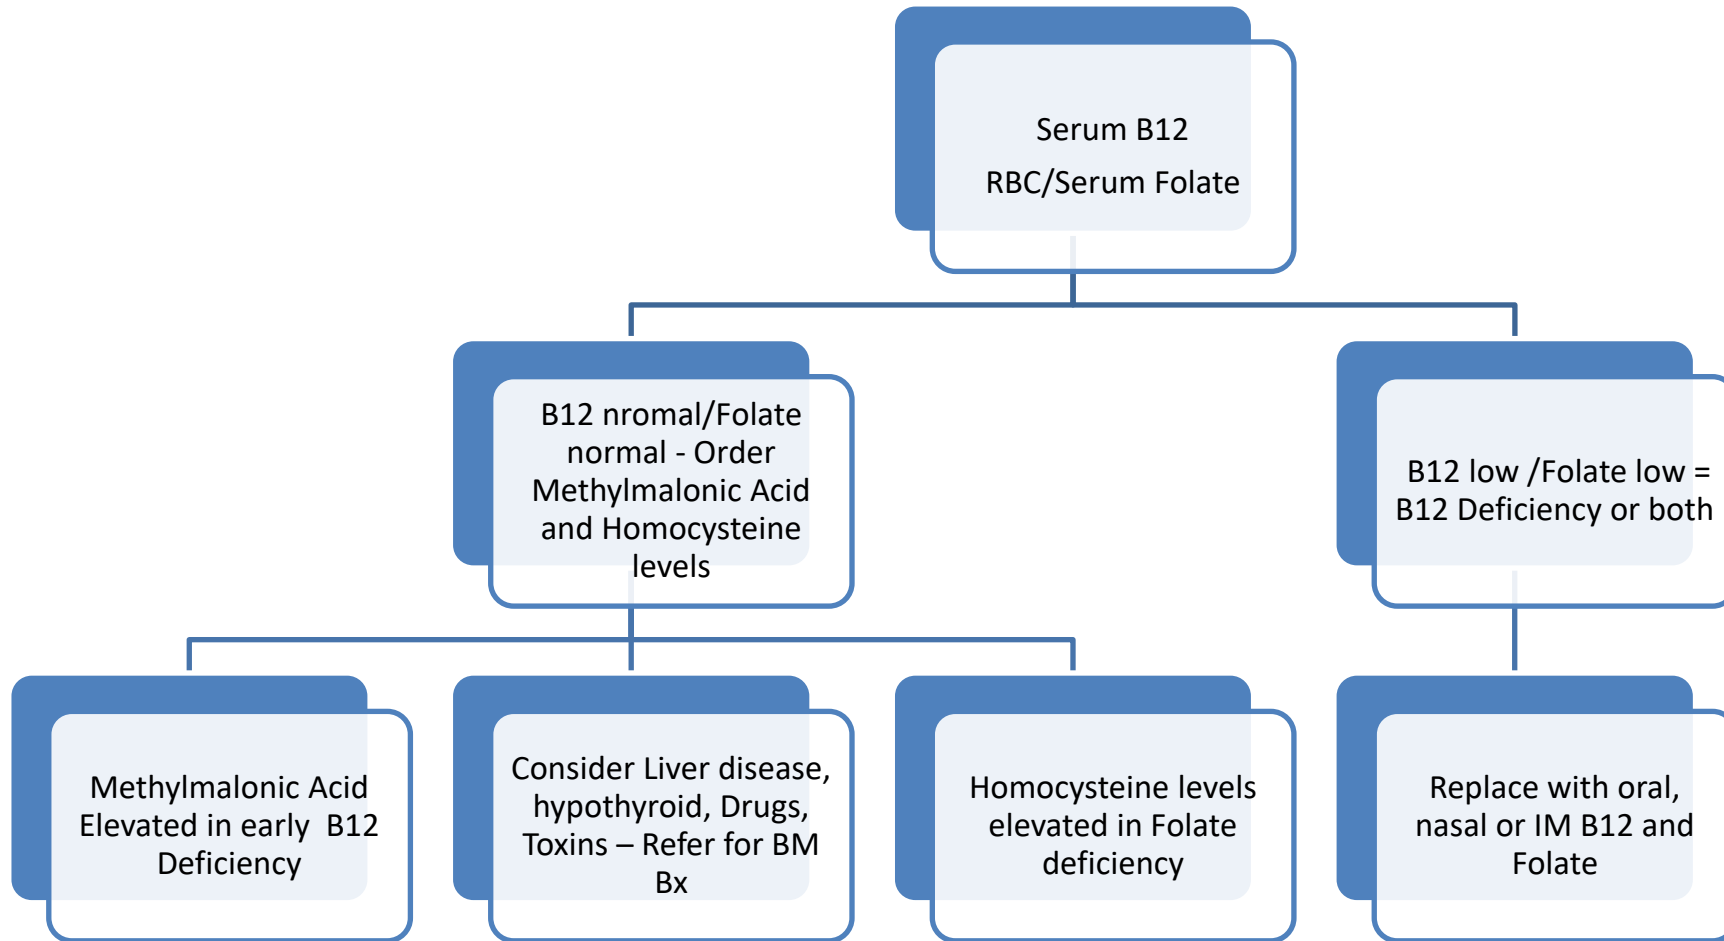 Serum B12
RBC/Serum Folate
B12 nromal/Folate
normal - Order
Methylmalonic Acid
and Homocysteine
levels
B12 low /Folate low =
B12 Deficiency or both
Methylmalonic Acid
Elevated in early  B12
Deficiency
Consider Liver disease,
hypothyroid, Drugs,
Toxins – Refer for BM
Bx
Homocysteine levels
elevated in Folate
deficiency
Replace with oral,
nasal or IM B12 and
Folate